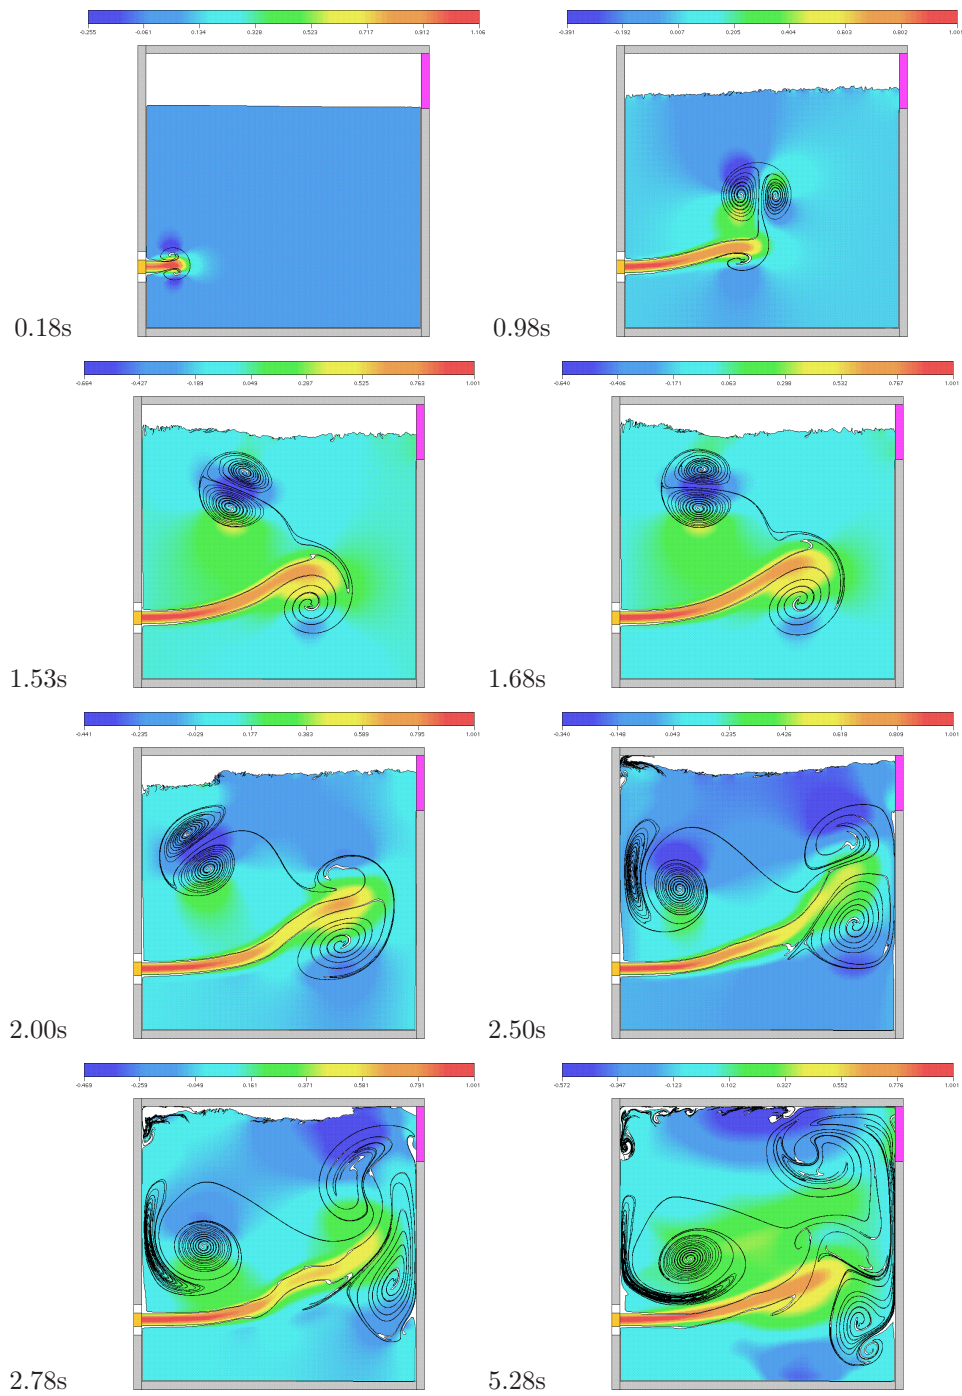 -0.255 -0.061 0.134 0.328 0.523 0.717 0.912 1.106
-0.391 -0.192 0.007 0.205 0.404 0.603 0.802 1.001
0.18s
0.98s
-0.664 -0.427 -0.189 0.049 0.287 0.525 0.763 1.001
-0.640 -0.406 -0.171 0.063 0.298 0.532 0.767 1.001
1.53s
1.68s
-0.441 -0.235 -0.029 0.177 0.383 0.589 0.795 1.001
-0.340 -0.148 0.043 0.235 0.426 0.618 0.809 1.001
2.00s
2.50s
-0.469 -0.259 -0.049 0.161 0.371 0.581 0.791 1.001
-0.572 -0.347 -0.123 0.102 0.327 0.552 0.776 1.001
2.78s
5.28s